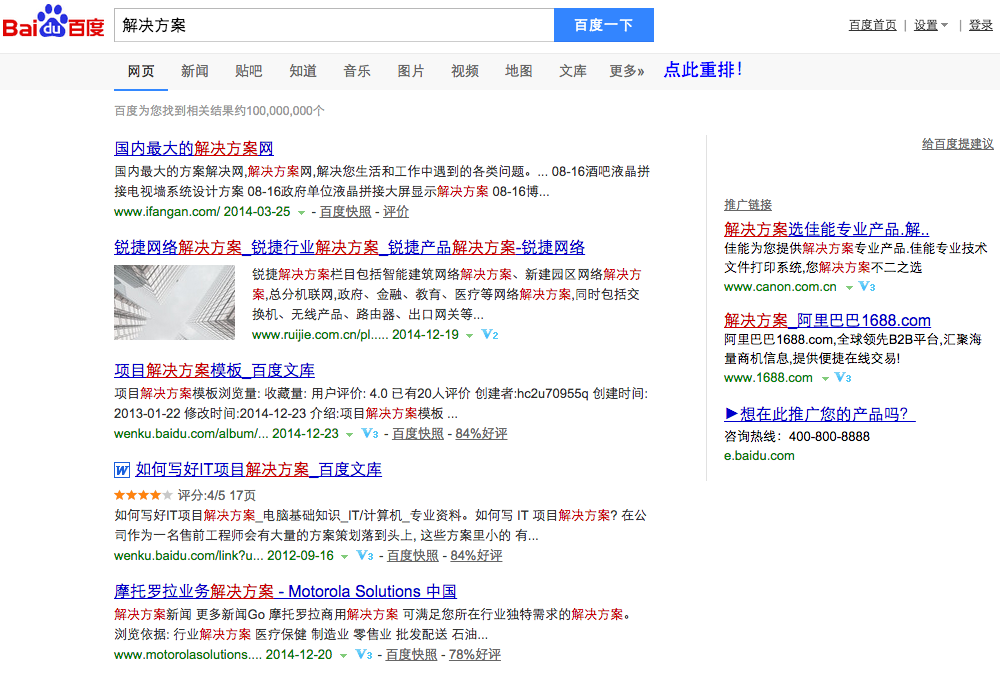 Bai du 百度
解决方案
百度一下
百度首页 | 设置 | 登录
网页 新闻 贴吧 知道 音乐 图片 视频 地图 文库 更多» 点此重排！
百度为您找到相关结果约100,000,000个
国内最大的解决方案网
国内最大的方案解决网,解决方案网,解决您生活和工作中遇到的各类问题。... 08-16酒吧液晶拼
接电视墙系统设计方案 08-16政府单位液晶拼接大屏显示解决方案 08-16博...
www.ifangan.com/ 2014-03-25 - 百度快照 - 评价
锐捷网络解决方案_锐捷行业解决方案_锐捷产品解决方案-锐捷网络
锐捷解决方案栏目包括智能建筑网络解决方案、新建园区网络解决方
案,总分机联网,政府、金融、教育、医疗等网络解决方案,同时包括交
换机、无线产品、路由器、出口网关等...
www.ruijie.com.cn/pl..... 2014-12-19 V2
项目解决方案模板_百度文库
项目解决方案模板浏览量: 收藏量: 用户评价: 4.0 已有20人评价 创建者:hc2u70955q 创建时间:
2013-01-22 修改时间:2014-12-23 介绍:项目解决方案模板 ...
wenku.baidu.com/album/... 2014-12-23 V3 - 百度快照 - 84%好评
W 如何写好IT项目解决方案_百度文库
评分:4/5 17页
如何写好IT项目解决方案_电脑基础知识_IT/计算机_专业资料。如何写 IT 项目解决方案? 在公
司作为一名售前工程师会有大量的方案策划落到头上, 这些方案里小的 有...
wenku.baidu.com/link?u... 2012-09-16 V3 - 百度快照 - 84%好评
摩托罗拉业务解决方案 - Motorola Solutions 中国
解决方案新闻 更多新闻Go 摩托罗拉商用解决方案 可满足您所在行业独特需求的解决方案。
浏览依据: 行业解决方案 医疗保健 制造业 零售业 批发配送 石油...
www.motorolasolutions.... 2014-12-20 V3 - 百度快照 - 78%好评
给百度提建议
推广链接
解决方案选佳能专业产品.解..
佳能为您提供解决方案专业产品.佳能专业技术
文件打印系统,您解决方案不二之选
www.canon.com.cn V3
解决方案_阿里巴巴1688.com
阿里巴巴1688.com,全球领先B2B平台,汇聚海
量商机信息,提供便捷在线交易!
www.1688.com V3
▶想在此推广您的产品吗？
咨询热线：400-800-8888
e.baidu.com